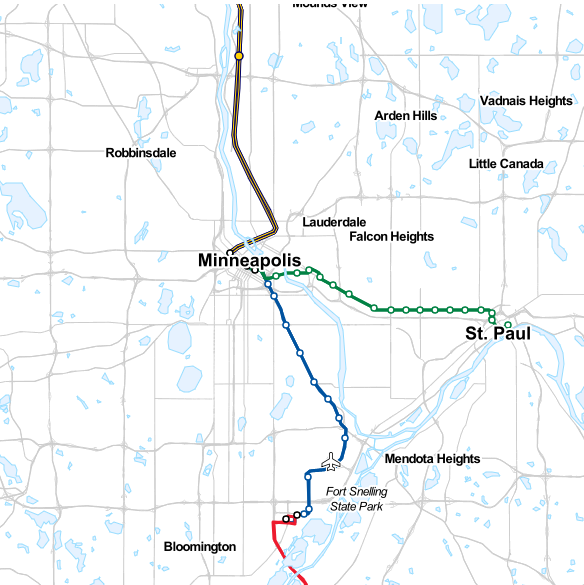 Mounds View
Vadnais Heights
Arden Hills
Robbinsdale
Little Canada
Lauderdale
Falcon Heights
Minneapolis
St. Paul
Mendota Heights
Fort Snelling
State Park
Bloomington